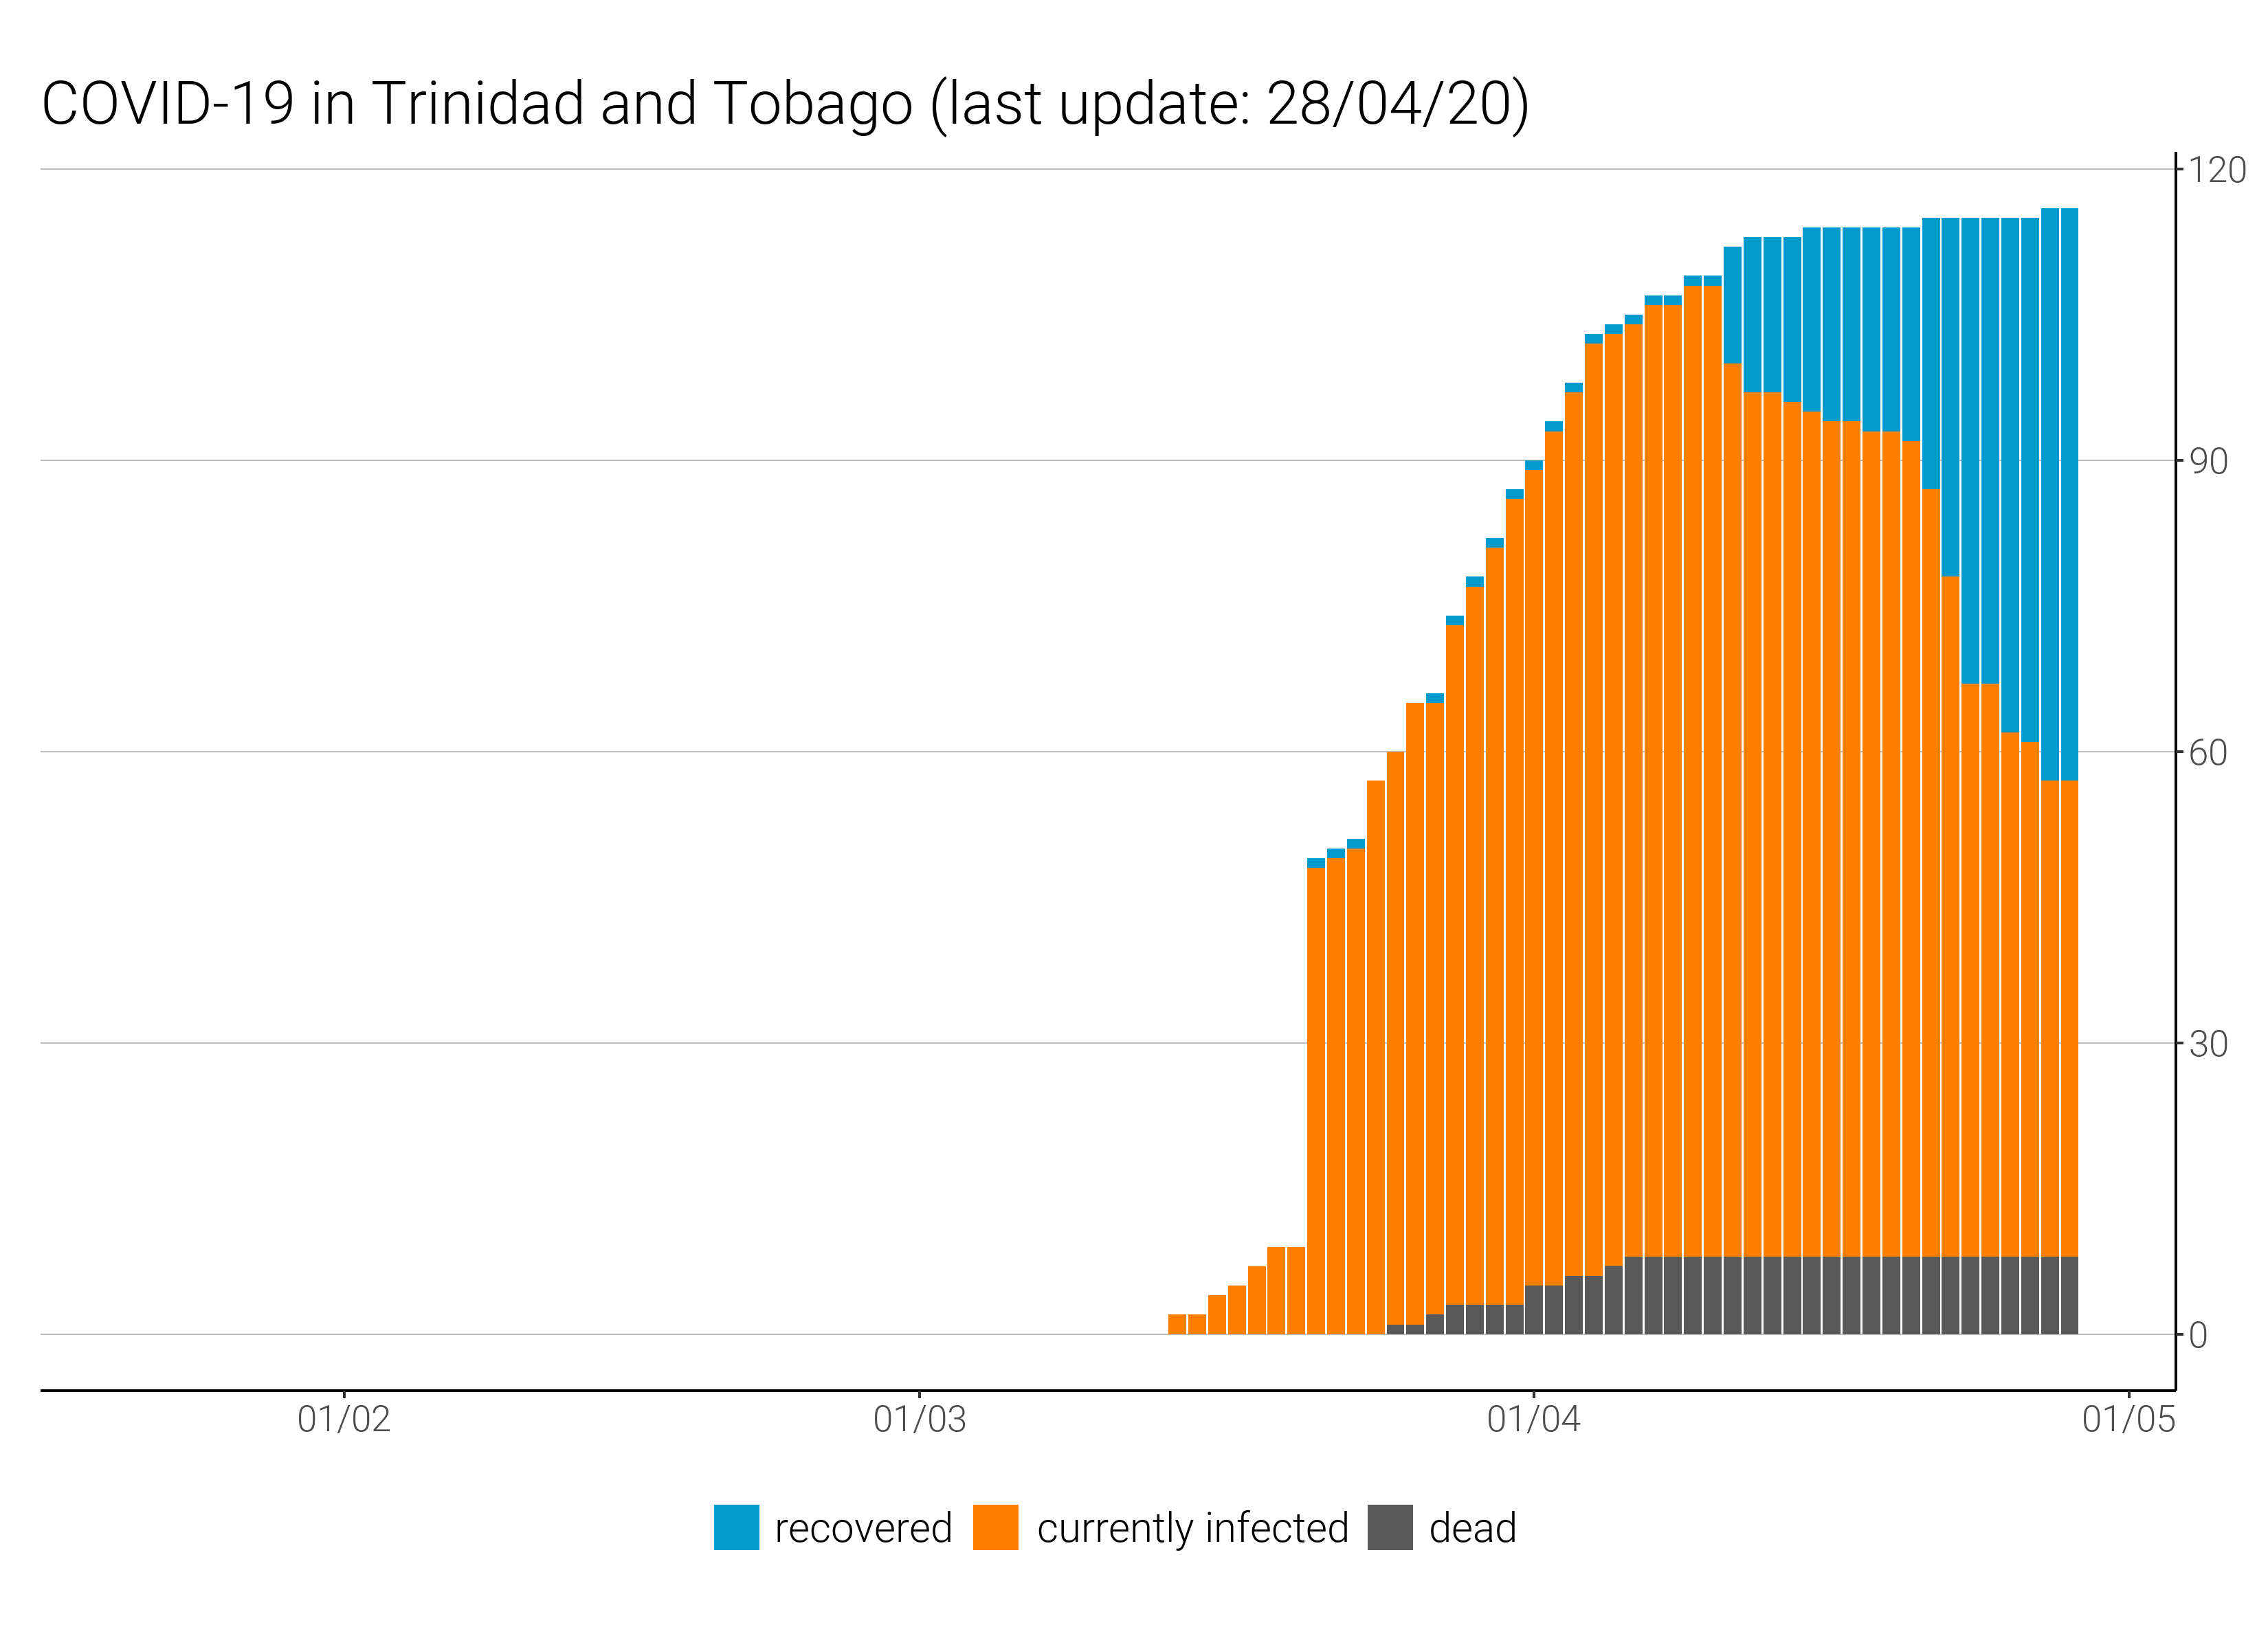 COVID-19 in Trinidad and Tobago (last update: 28/04/20)
120
90
60
30
0
01/02 01/03 01/04 01/05
recovered currently infected dead